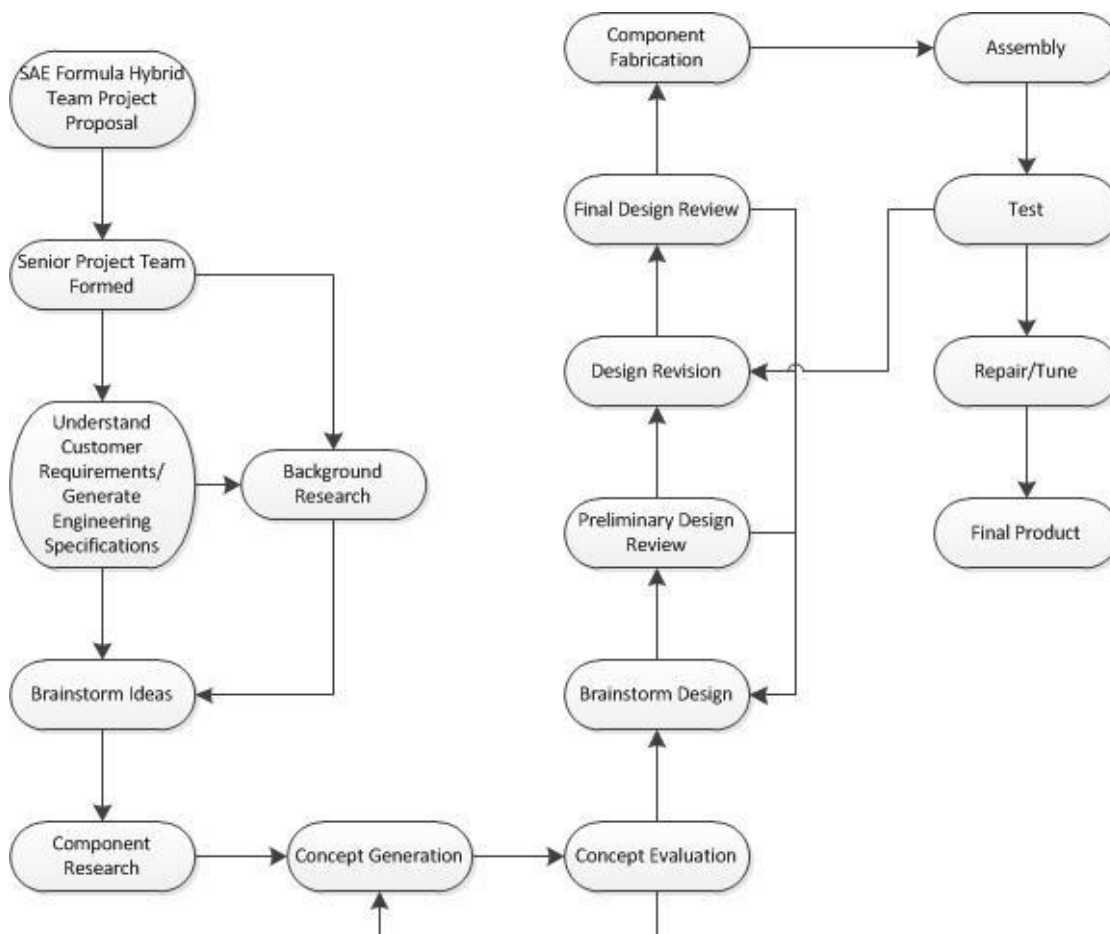 SAE Formula Hybrid
Team Project
Proposal
Senior Project Team
Formed
Understand
Customer
Requirements/
Generate
Engineering
Specifications
Background
Research
Brainstorm Ideas
Component
Research
Concept Generation
Concept Evaluation
Brainstorm Design
Preliminary Design
Review
Design Revision
Final Design Review
Component
Fabrication
Assembly
Test
Repair/Tune
Final Product